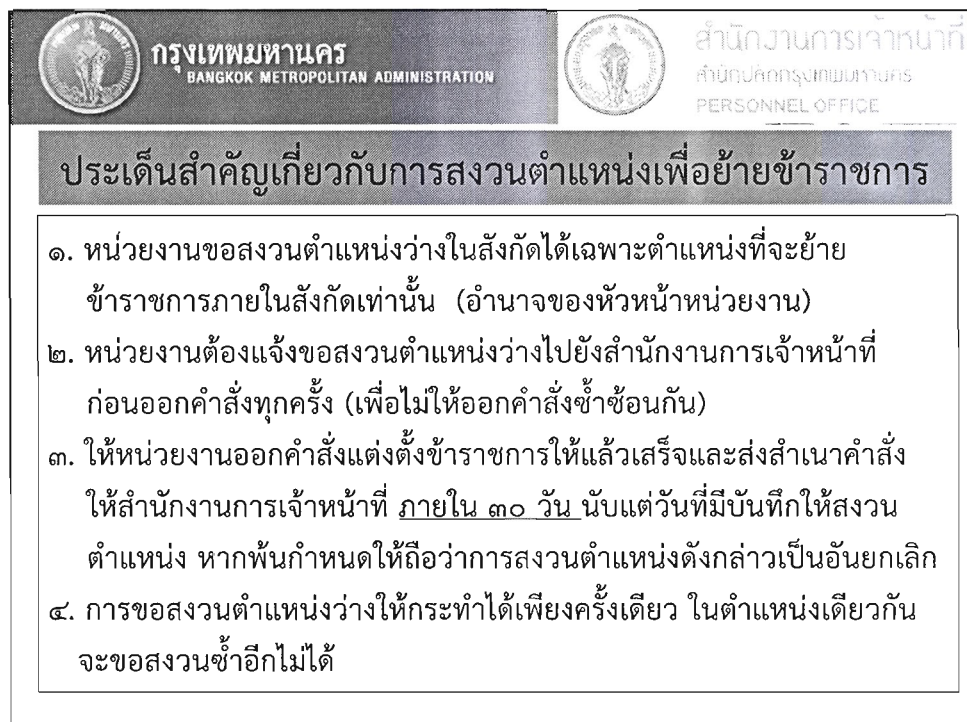 กรุงเทพมหานคร
BANGKOK METROPOLITAN ADMINISTRATION
สำนักงานการเจ้าหน้าที่
สำนักปลัดกรุงเทพมหานคร
PERSONNEL OFFICE
ประเด็นสำคัญเกี่ยวกับการสงวนตำแหน่งเพื่อย้ายข้าราชการ
๑. หน่วยงานขอสงวนตำแหน่งว่างในสังกัดได้เฉพาะตำแหน่งที่จะย้าย
ข้าราชการภายในสังกัดเท่านั้น (อำนาจของหัวหน้าหน่วยงาน)
๒. หน่วยงานต้องแจ้งขอสงวนตำแหน่งว่างไปยังสำนักงานการเจ้าหน้าที่
ก่อนออกคำสั่งทุกครั้ง (เพื่อไม่ให้ออกคำสั่งซ้ำซ้อนกัน)
๓. ให้หน่วยงานออกคำสั่งแต่งตั้งข้าราชการให้แล้วเสร็จและส่งสำเนาคำสั่ง
ให้สำนักงานการเจ้าหน้าที่ ภายใน ๓๐ วัน นับแต่วันที่มีบันทึกให้สงวน
ตำแหน่ง หากพ้นกำหนดให้ถือว่าการสงวนตำแหน่งดังกล่าวเป็นอันยกเลิก
๔. การขอสงวนตำแหน่งว่างให้กระทำได้เพียงครั้งเดียว ในตำแหน่งเดียวกัน
จะขอสงวนซ้ำอีกไม่ได้